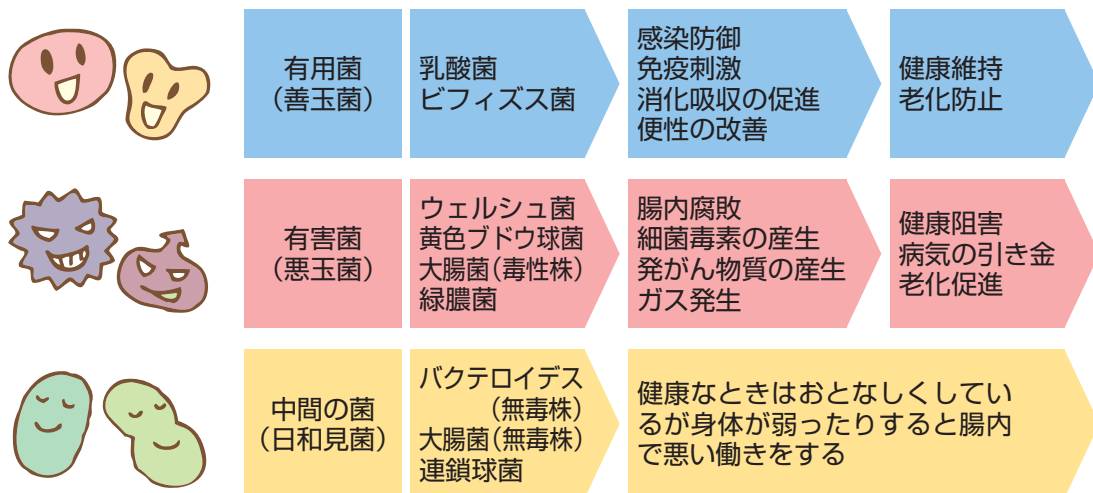 有用菌
（善玉菌）
乳酸菌
ビフィズス菌
感染防御
免疫刺激
消化吸収の促進
便性の改善
健康維持
老化防止
有害菌
（悪玉菌）
ウェルシュ菌
黄色ブドウ球菌
大腸菌（毒性株）
緑膿菌
腸内腐敗
細菌毒素の産生
発がん物質の産生
ガス発生
健康阻害
病気の引き金
老化促進
中間の菌
（日和見菌）
バクテロイデス
（無毒株）
大腸菌（無毒株）
連鎖球菌
健康なときはおとなしくしてい
るが身体が弱ったりすると腸内
で悪い働きをする